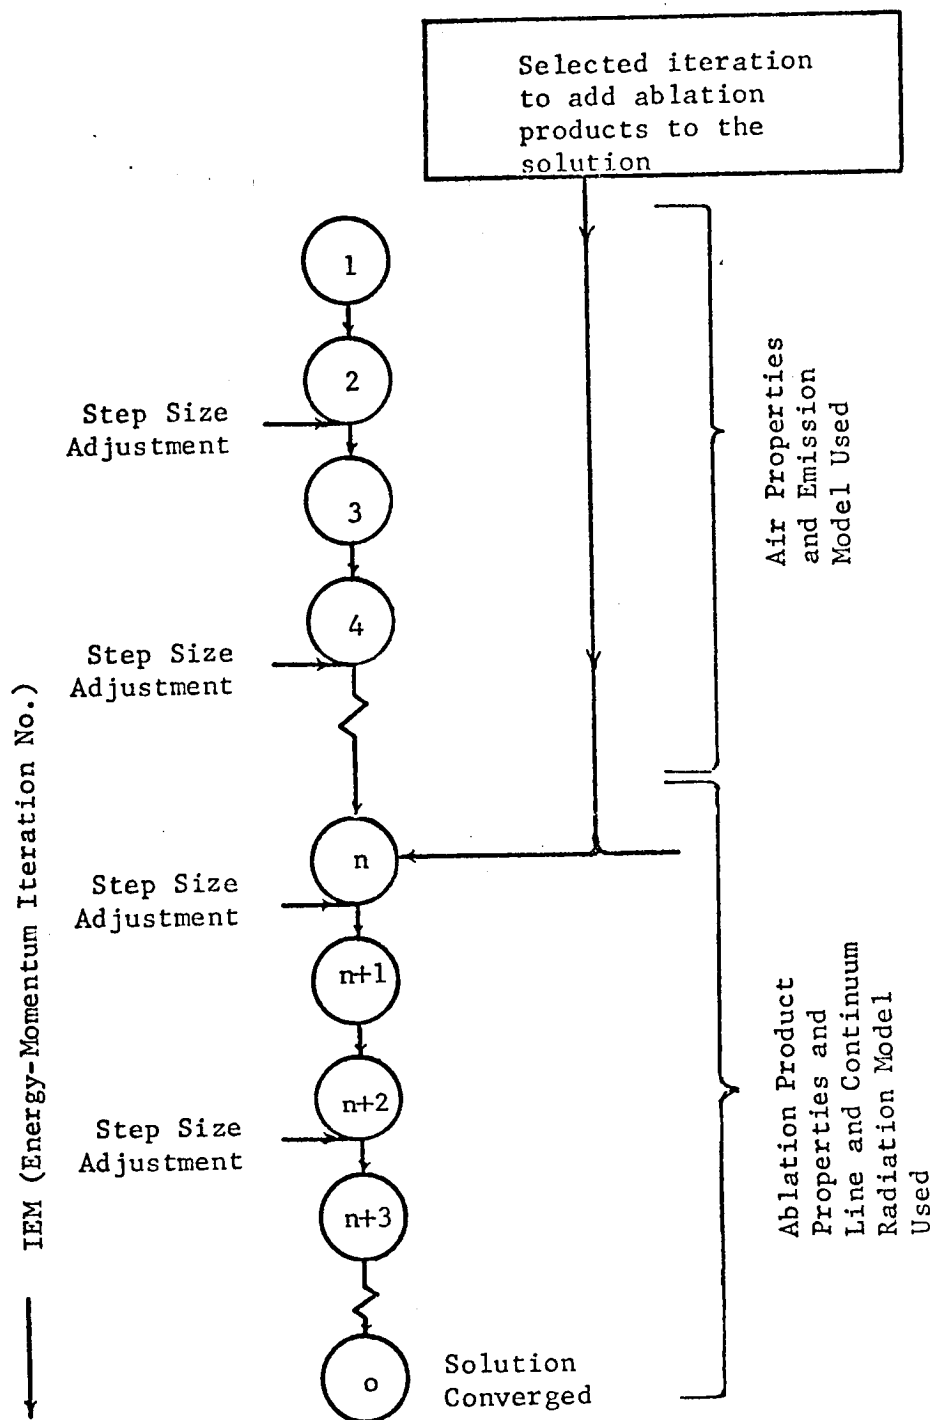 Selected iteration
to add ablation
products to the
solution
1
2
Step Size
Adjustment
3
4
Step Size
Adjustment
Air Properties
and Emission
Model Used
n
Step Size
Adjustment
n+1
n+2
Step Size
Adjustment
n+3
o
Solution
Converged
Ablation Product
Properties and
Line and Continuum
Radiation Model
Used
IEM (Energy-Momentum Iteration No.)